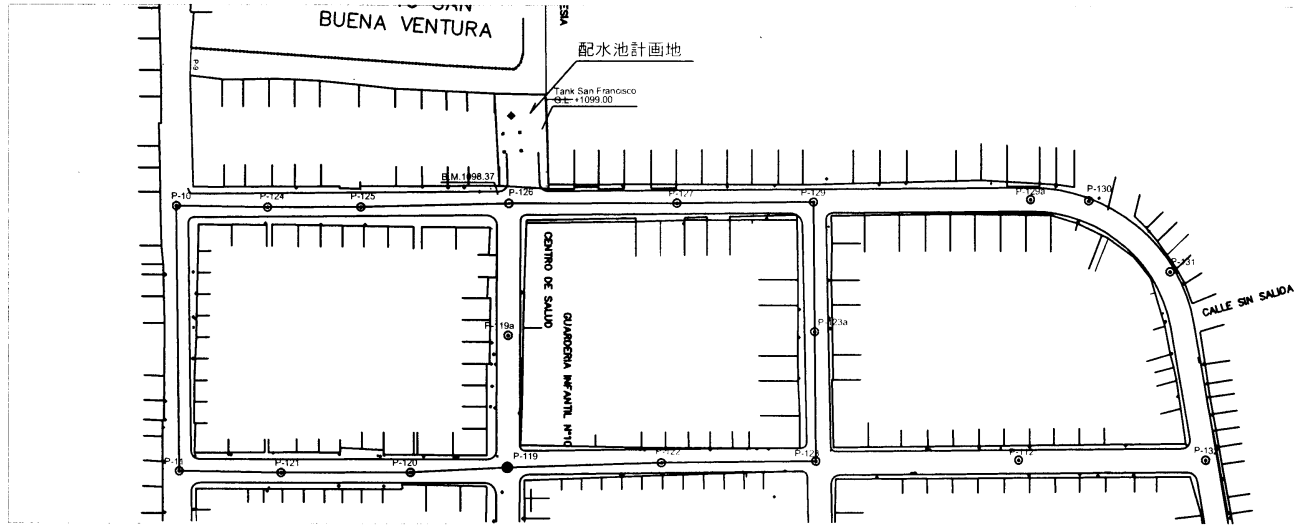 BUENA VENTURA
配水池計画地
Tank San Francisco
G.L. +1099.00
B.M.1098.37
P-10
P-124
P-125
P-126
P-127
P-129
P-129a
P-130
P-131
CALLE SIN SALIDA
CENTRO DE SALUD
GUARDERIA INFANTIL N°10
P-119a
P-123a
P-11
P-121
P-120
P-119
P-122
P-123
P-112